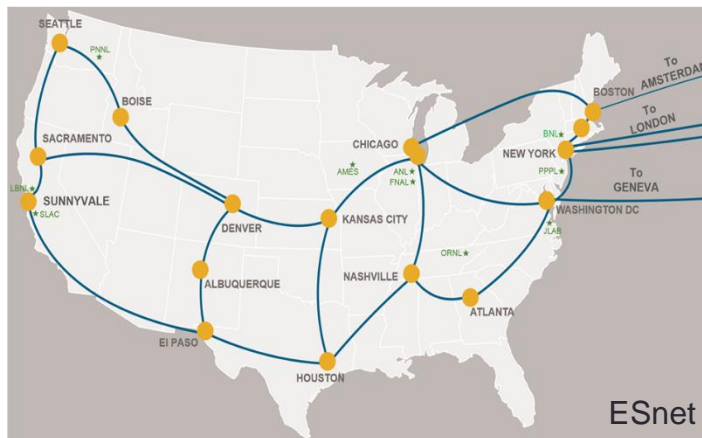 SEATTLE
PNNL
To
AMSTERDAM
BOISE
BOSTON
To
LONDON
SACRAMENTO
CHICAGO
BNL
NEW YORK
AMES
ANL
FNAL
PPPL
To
GENEVA
LBNL
SUNNYVALE
SLAC
WASHINGTON DC
DENVER
KANSAS CITY
JLAB
ORNL
NASHVILLE
ALBUQUERQUE
ATLANTA
El PASO
HOUSTON
ESnet